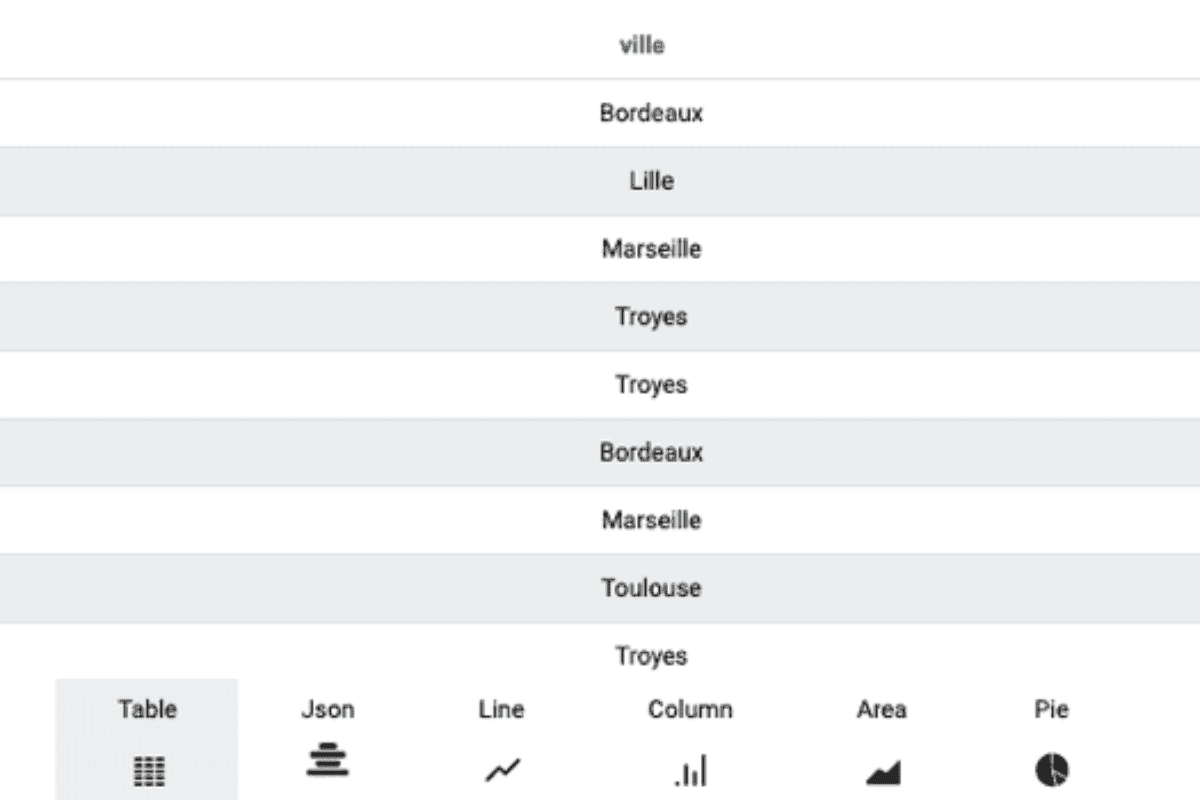 ville
Bordeaux
Lille
Marseille
Troyes
Troyes
Bordeaux
Marseille
Toulouse
Troyes
Table Json Line Column Area Pie